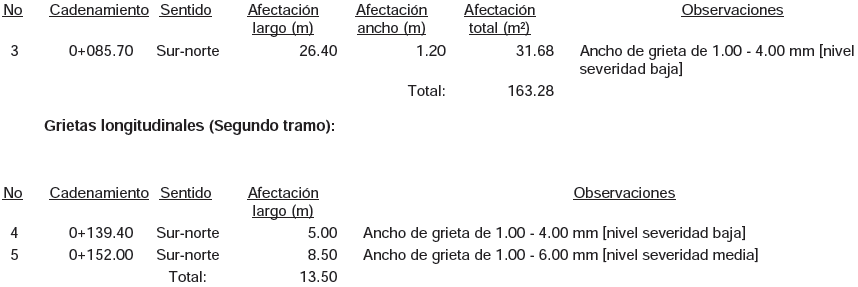 No Cadenamiento Sentido Afectación largo (m) Afectación ancho (m) Afectación total (m²) Observaciones
3 0+085.70 Sur-norte 26.40 1.20 31.68 Ancho de grieta de 1.00 - 4.00 mm [nivel
severidad baja]
Total: 163.28
Grietas longitudinales (Segundo tramo):
No Cadenamiento Sentido Afectación largo (m) Observaciones
4 0+139.40 Sur-norte 5.00 Ancho de grieta de 1.00 - 4.00 mm [nivel severidad baja]
5 0+152.00 Sur-norte 8.50 Ancho de grieta de 1.00 - 6.00 mm [nivel severidad media]
Total: 13.50